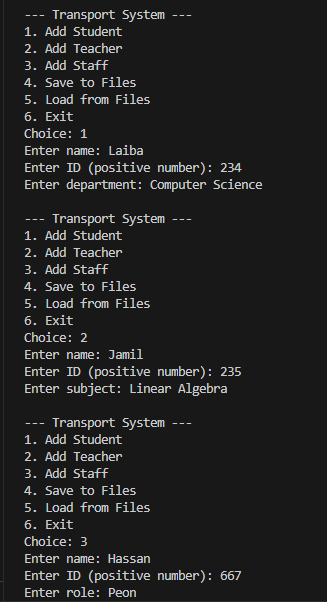 --- Transport System ---
1. Add Student
2. Add Teacher
3. Add Staff
4. Save to Files
5. Load from Files
6. Exit
Choice: 1
Enter name: Laiba
Enter ID (positive number): 234
Enter department: Computer Science
--- Transport System ---
1. Add Student
2. Add Teacher
3. Add Staff
4. Save to Files
5. Load from Files
6. Exit
Choice: 2
Enter name: Jamil
Enter ID (positive number): 235
Enter subject: Linear Algebra
--- Transport System ---
1. Add Student
2. Add Teacher
3. Add Staff
4. Save to Files
5. Load from Files
6. Exit
Choice: 3
Enter name: Hassan
Enter ID (positive number): 667
Enter role: Peon